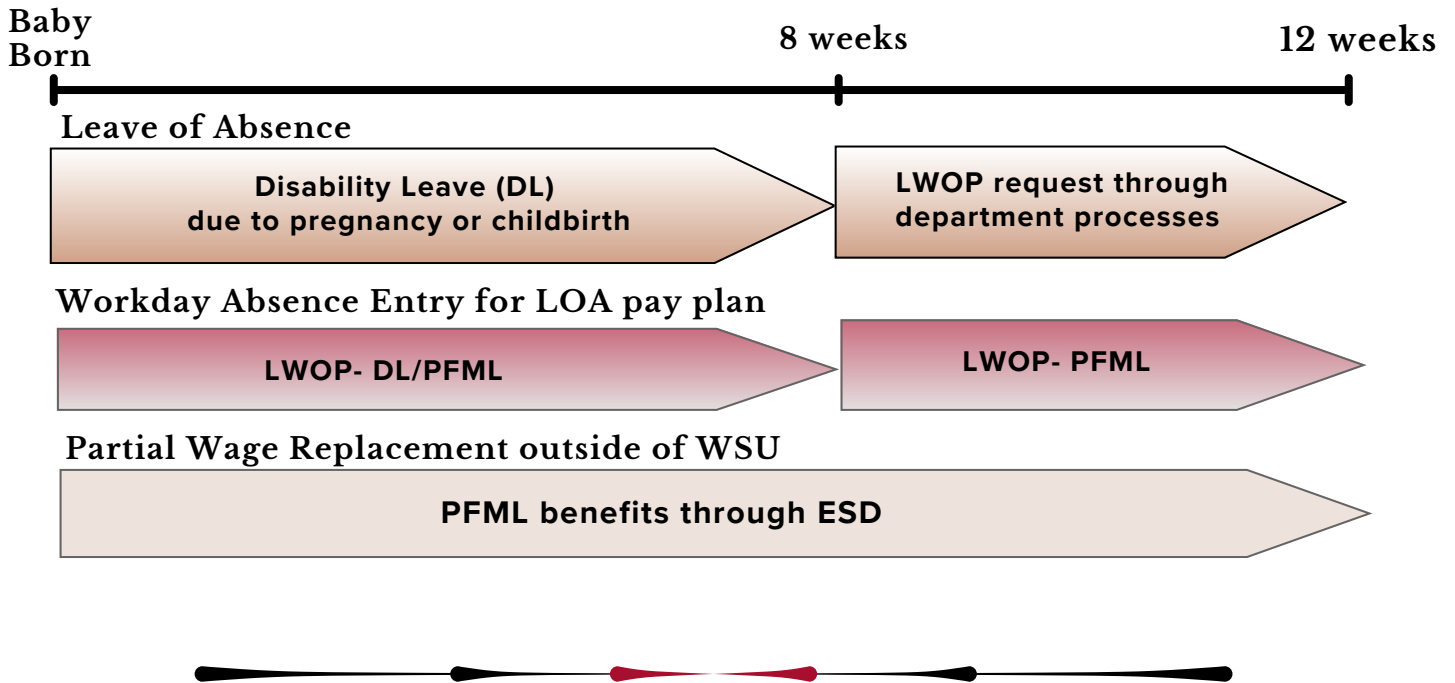 Baby
Born
8 weeks
12 weeks
Leave of Absence
Disability Leave (DL)
due to pregnancy or childbirth
LWOP request through
department processes
Workday Absence Entry for LOA pay plan
LWOP- DL/PFML
LWOP- PFML
Partial Wage Replacement outside of WSU
PFML benefits through ESD